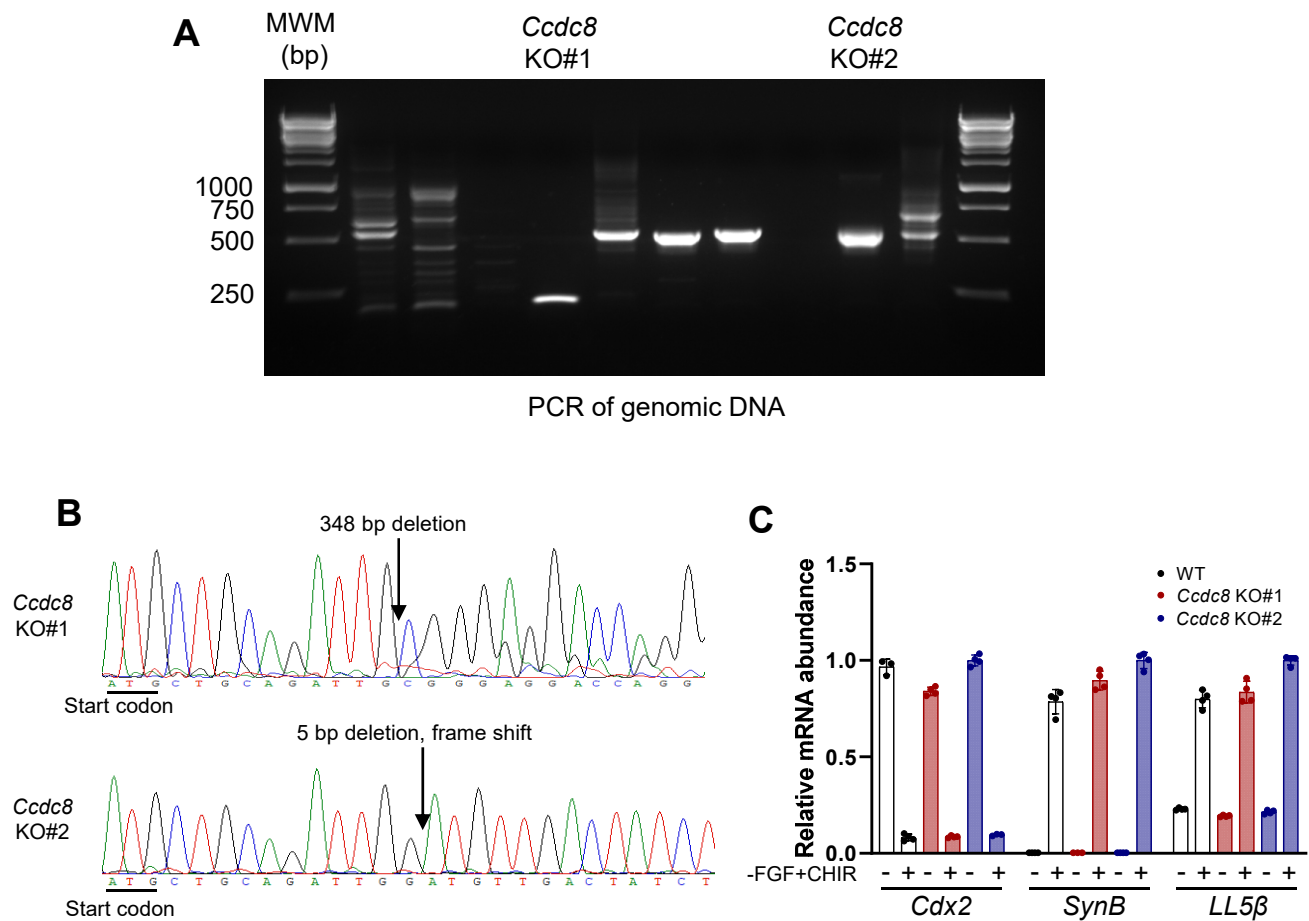 A
MWM
(bp)
Ccdc8
KO#1
Ccdc8
KO#2
1000
750
500
250
PCR of genomic DNA
B
348 bp deletion
Ccdc8
KO#1
A T G C T G C A G A T T G C G G G A G G A C C A G G
Start codon
5 bp deletion, frame shift
Ccdc8
KO#2
A T G C T G C A G A T T G G A T G T T G A C T A T C T
Start codon
C
Relative mRNA abundance
1.5
1.0
0.5
0.0
WT
Ccdc8 KO#1
Ccdc8 KO#2
-FGF+CHIR - + - + - + - + - + - + - + - + - +
Cdx2 SynB LL5β